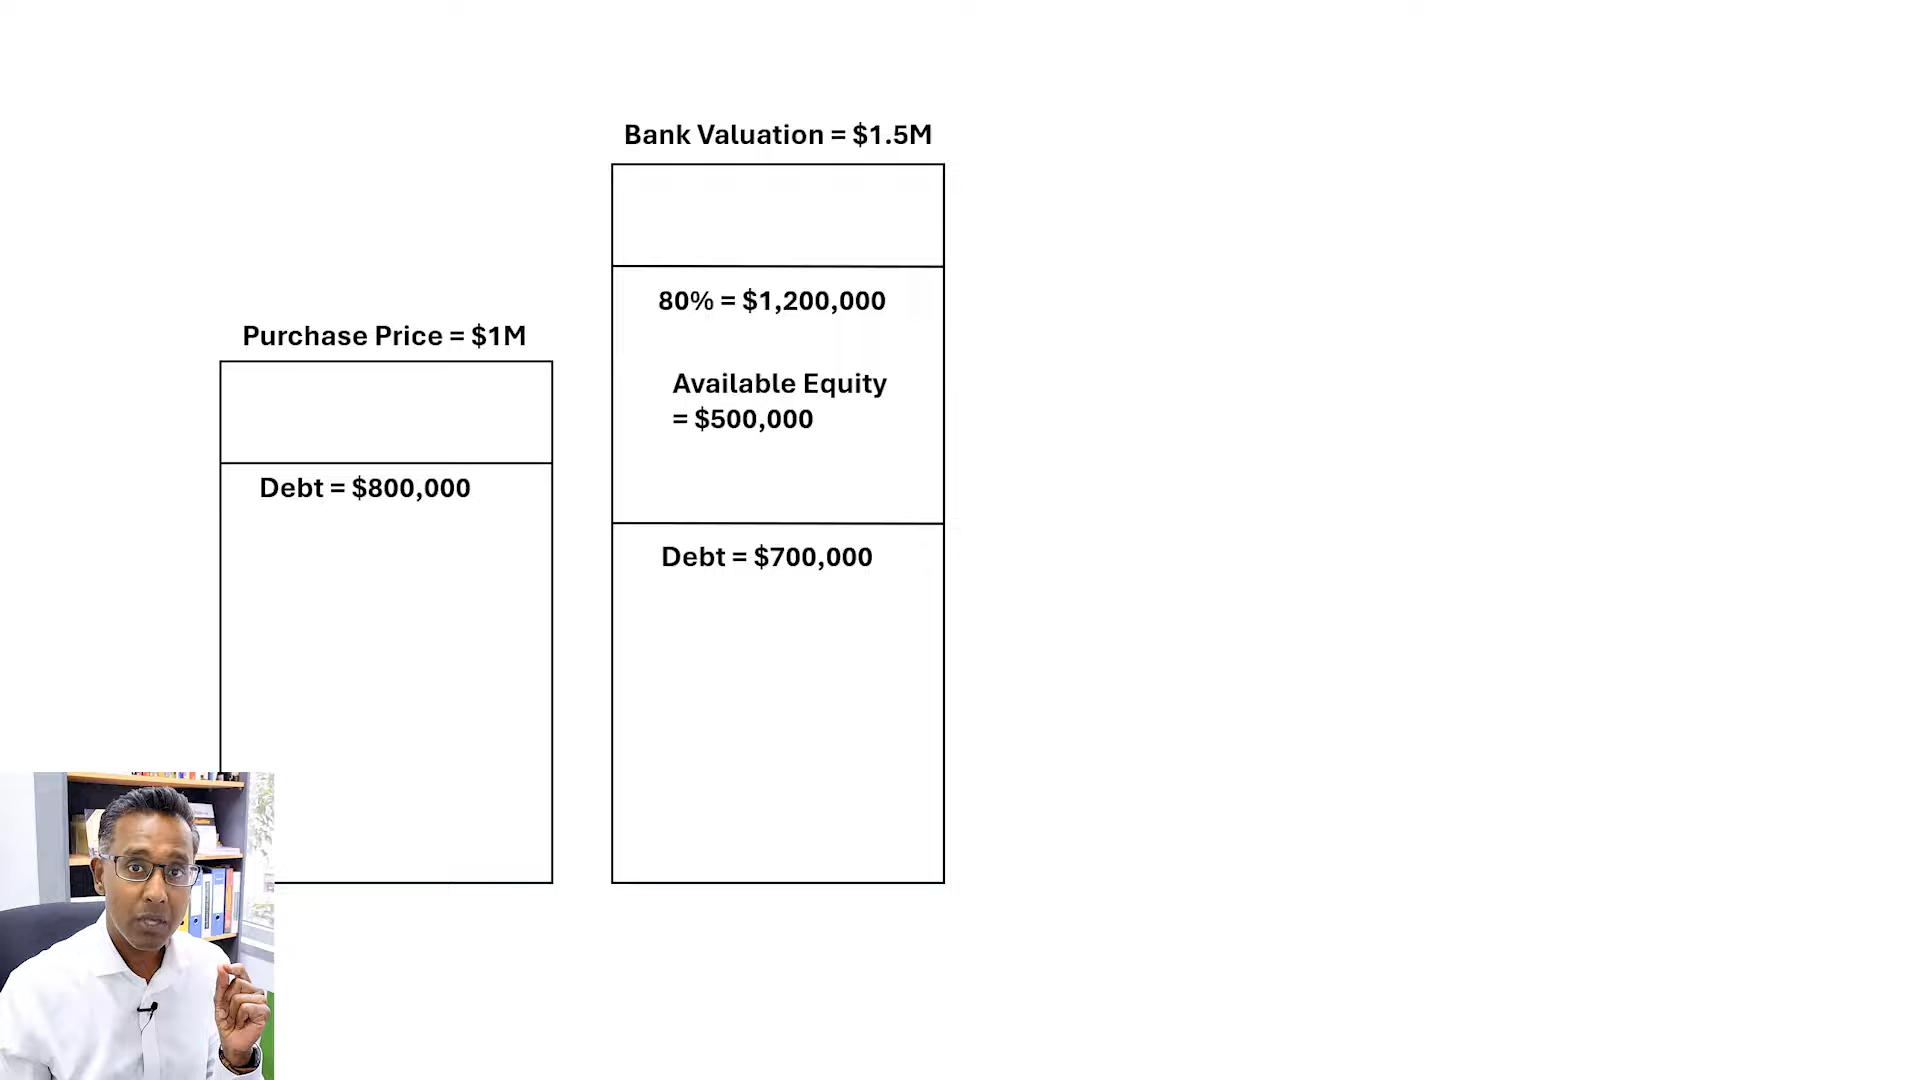 Bank Valuation = $1.5M
80% = $1,200,000
Purchase Price = $1M
Available Equity
= $500,000
Debt = $800,000
Debt = $700,000